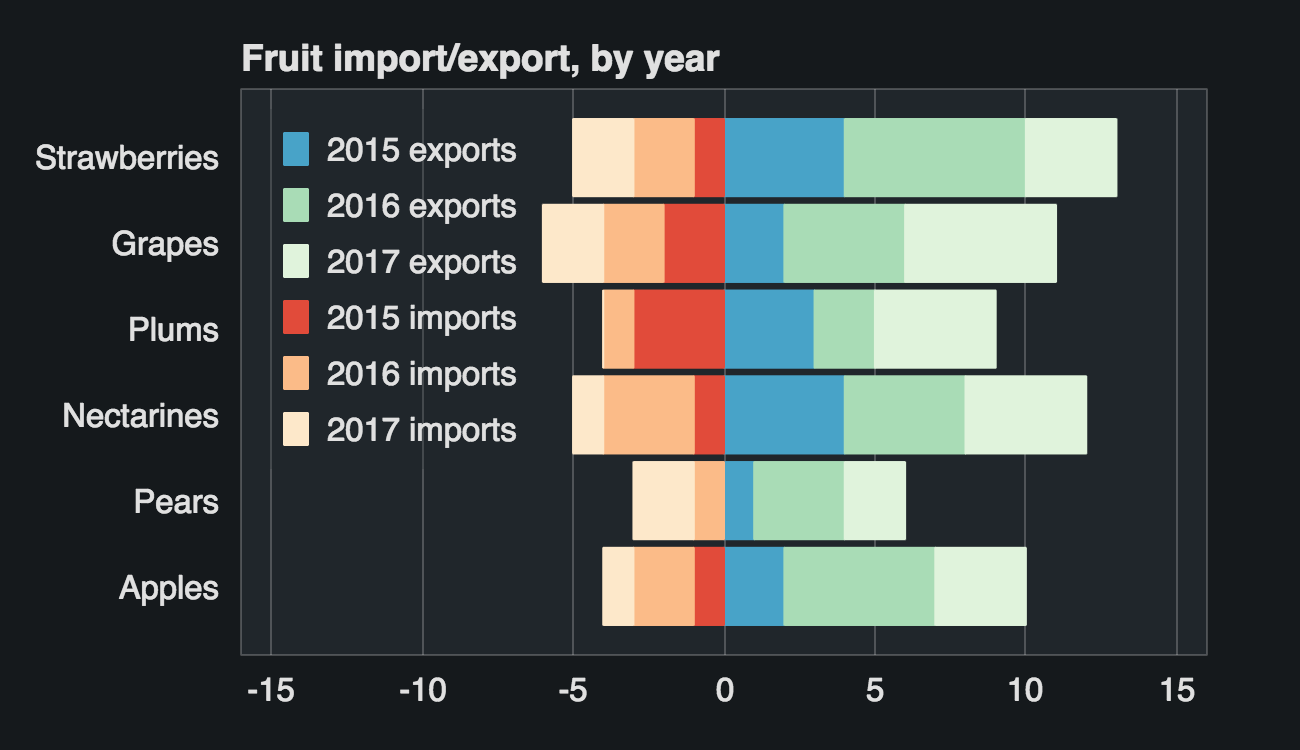 Fruit import/export, by year
Strawberries
Grapes
Plums
Nectarines
Pears
Apples
2015 exports
2016 exports
2017 exports
2015 imports
2016 imports
2017 imports
-15 -10 -5 0 5 10 15